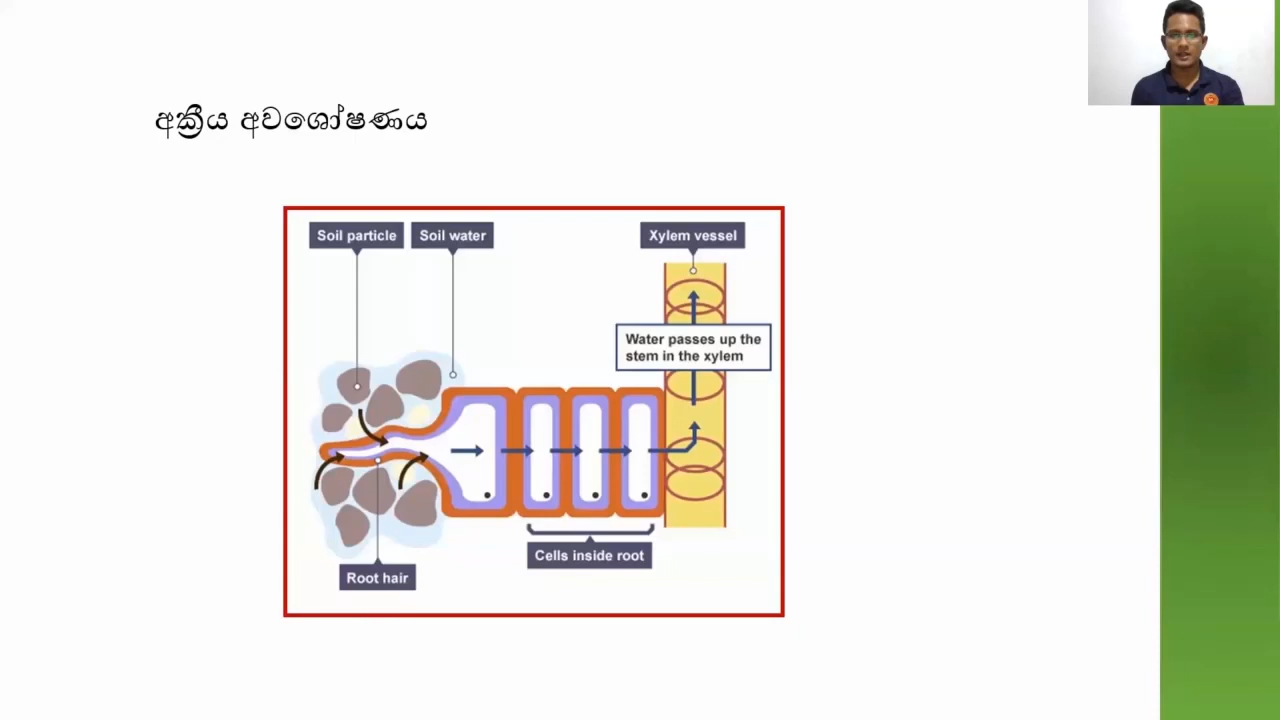 අක්‍රීය අවශෝෂණය
Soil particle
Soil water
Xylem vessel
Water passes up the
stem in the xylem
Cells inside root
Root hair